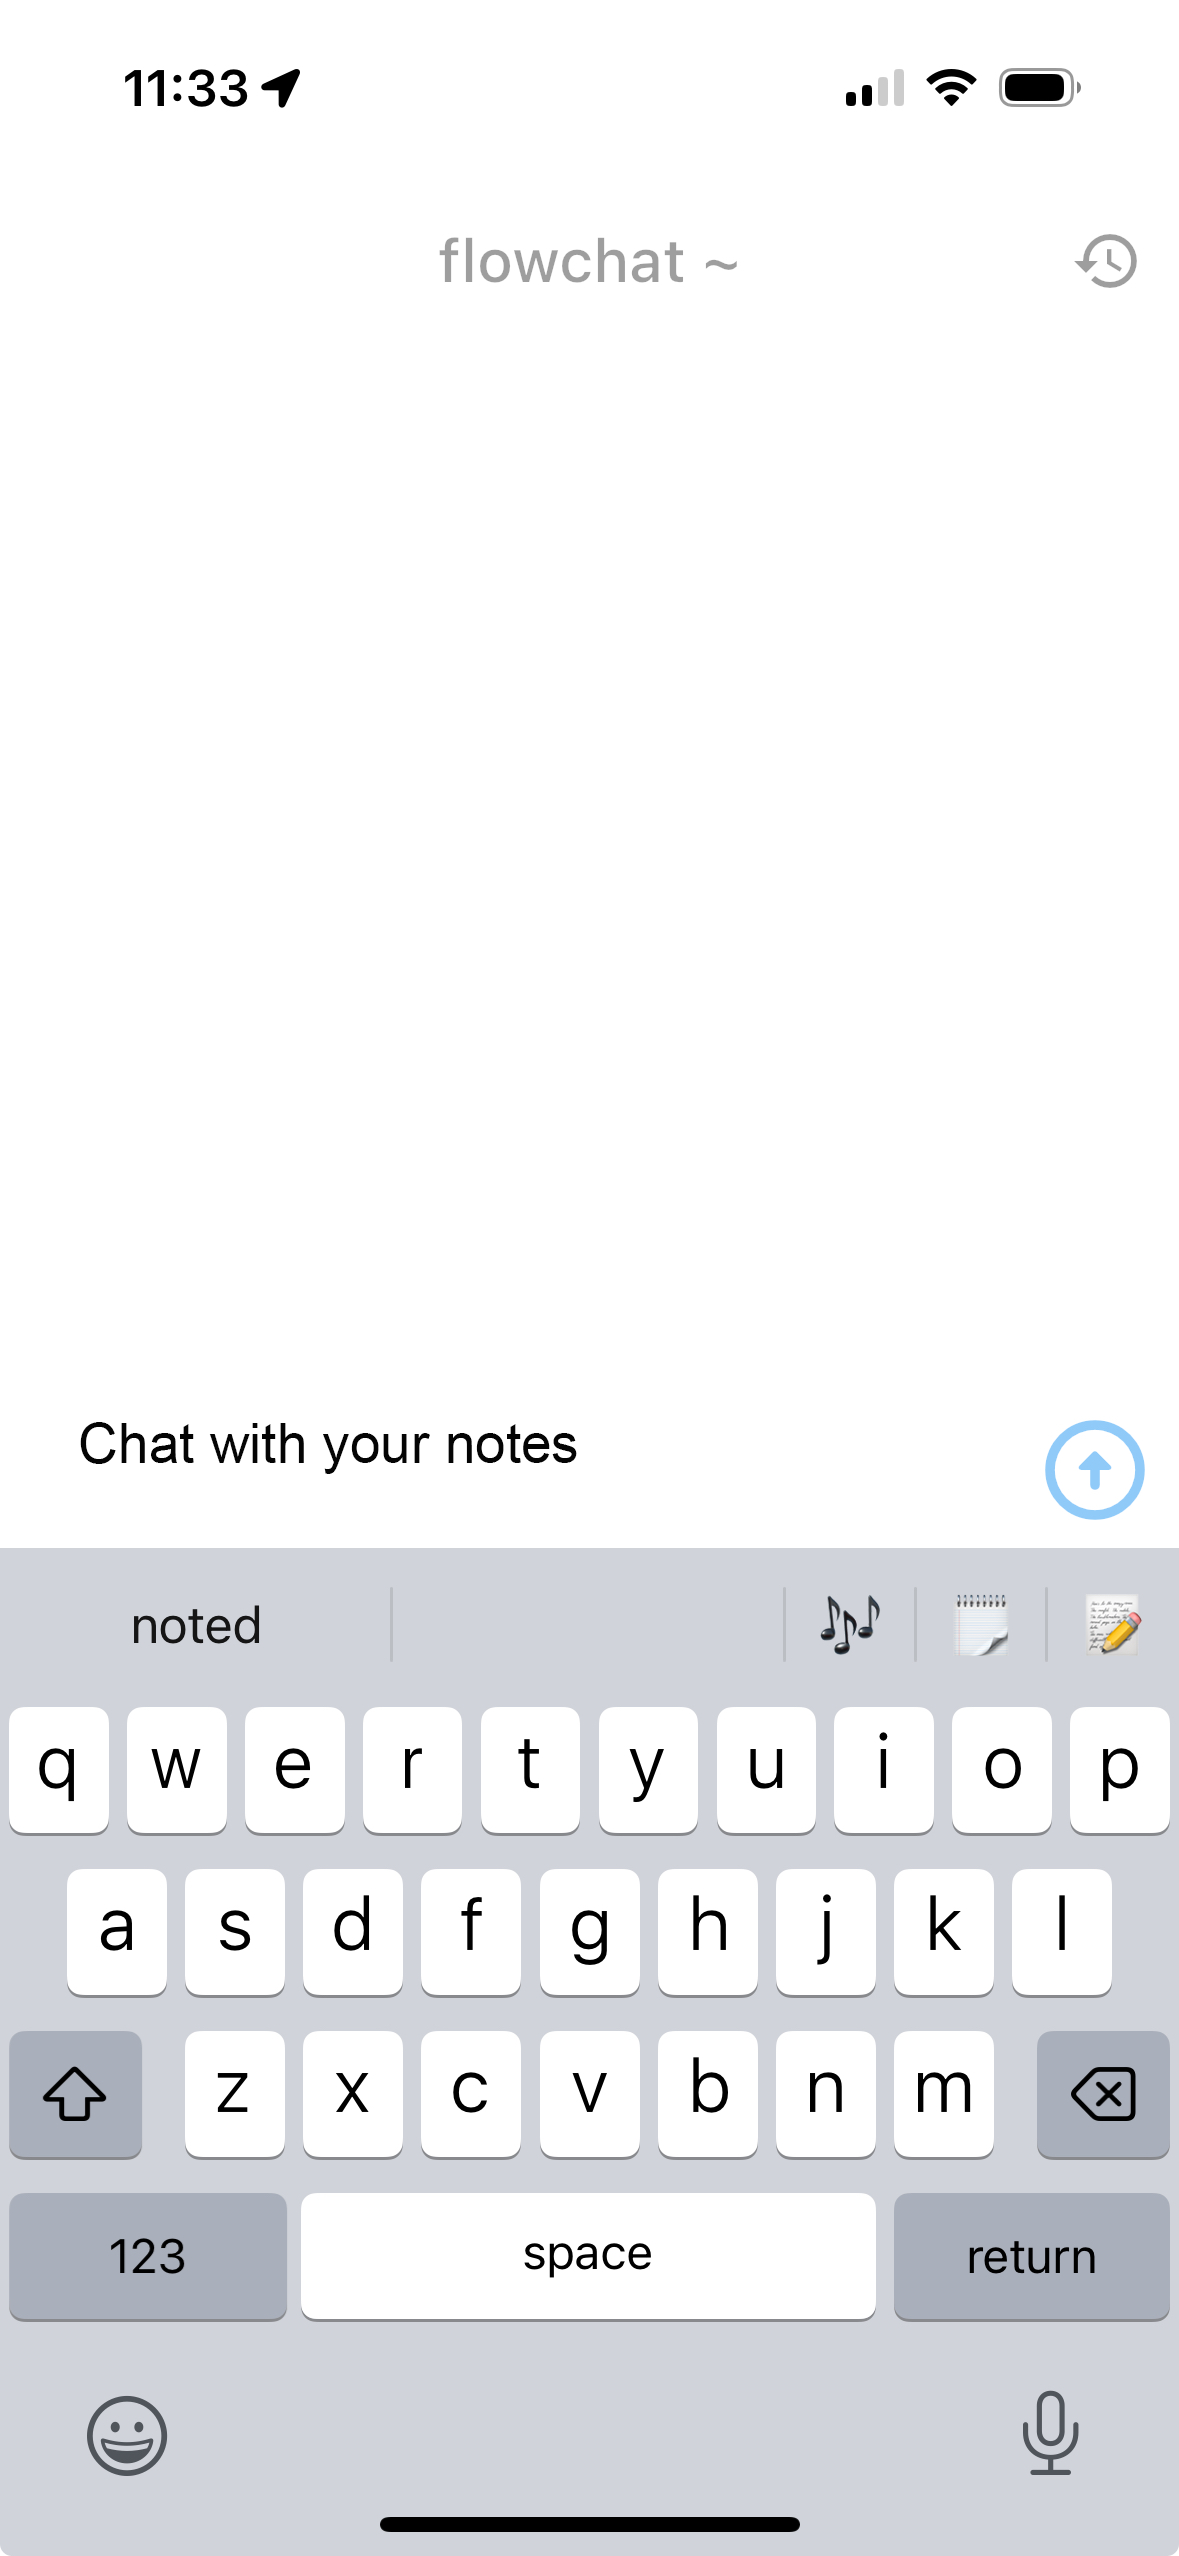 11:33
flowchat ~
Chat with your notes
noted
q w e r t y u i o p
a s d f g h j k l
z x c v b n m
123 space return